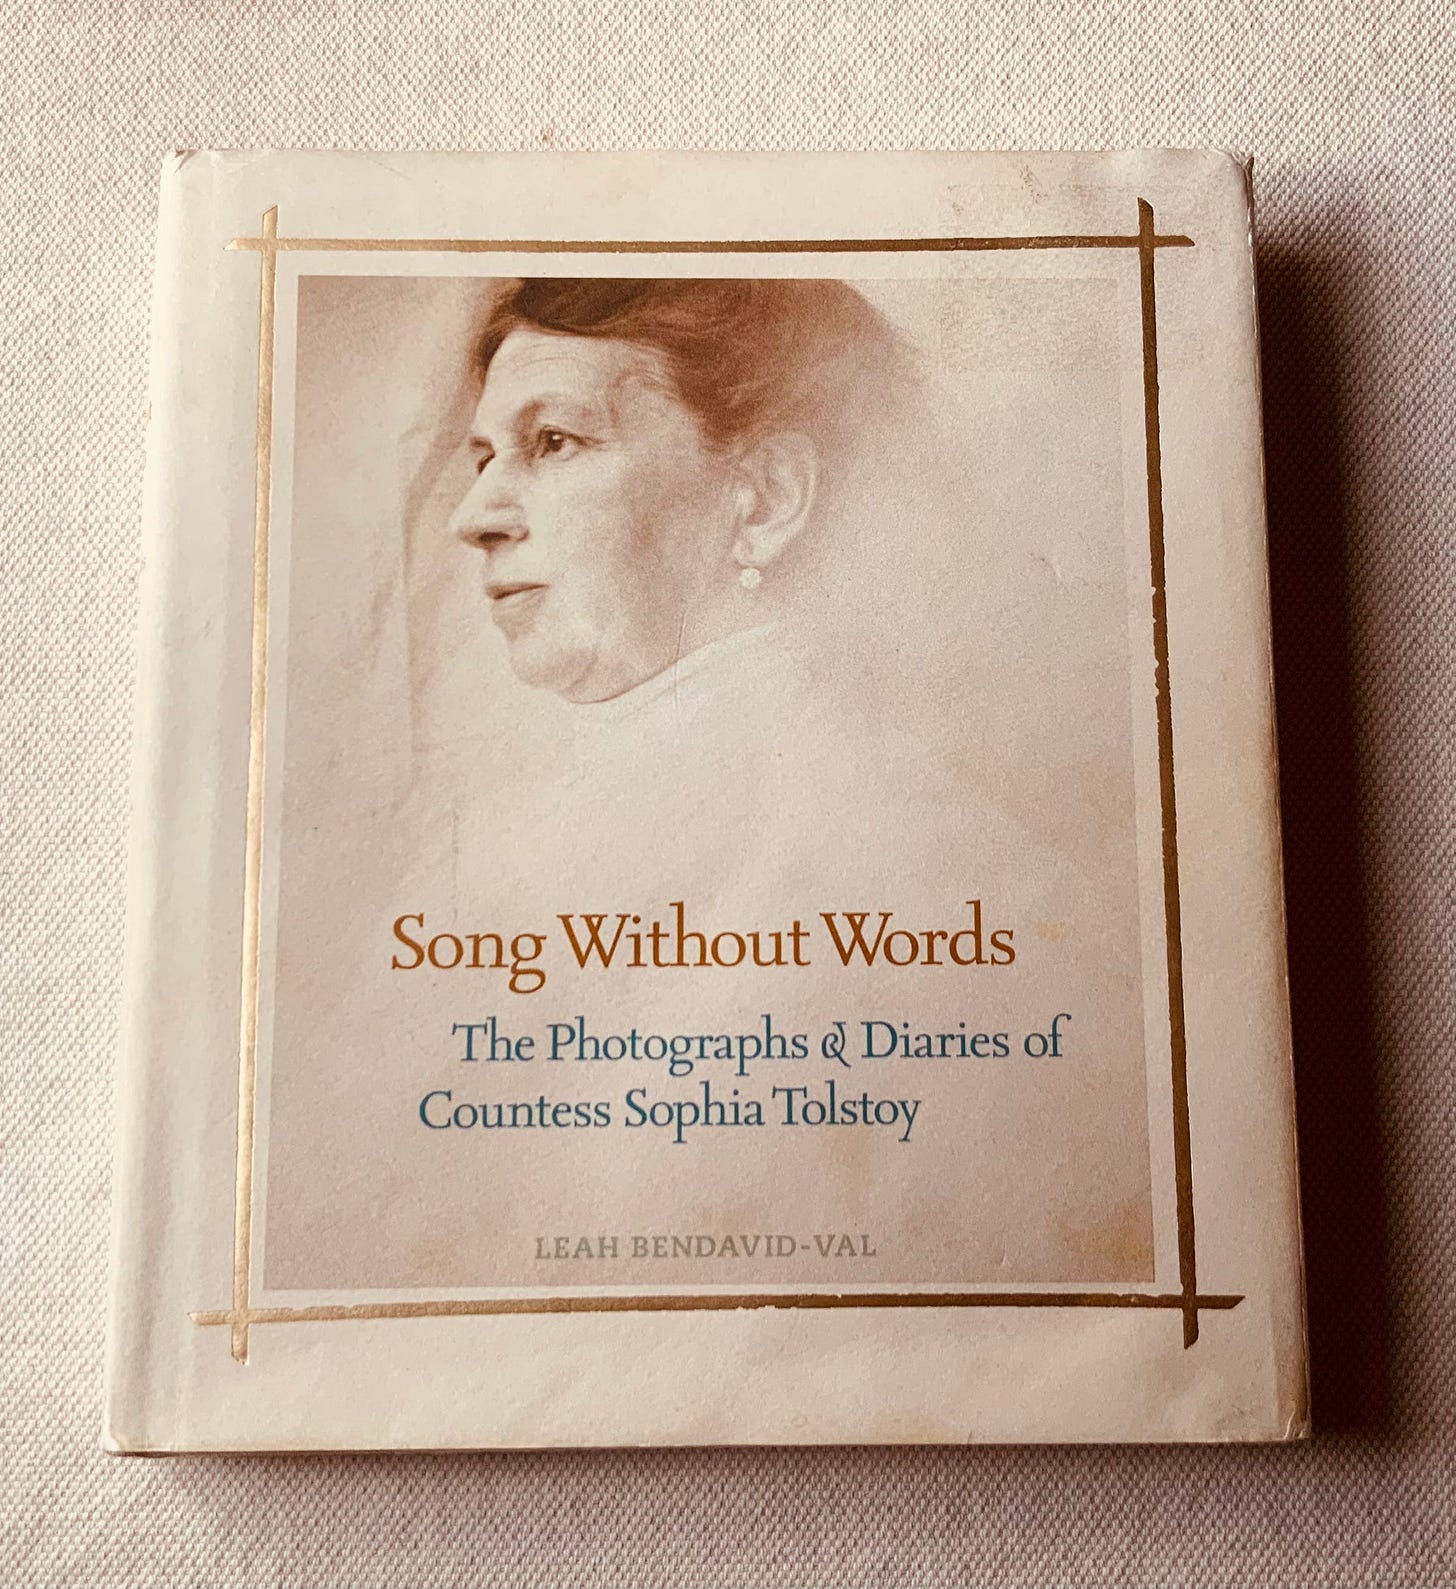 Song Without Words
The Photographs & Diaries of
Countess Sophia Tolstoy
LEAH BENDAVID-VAL